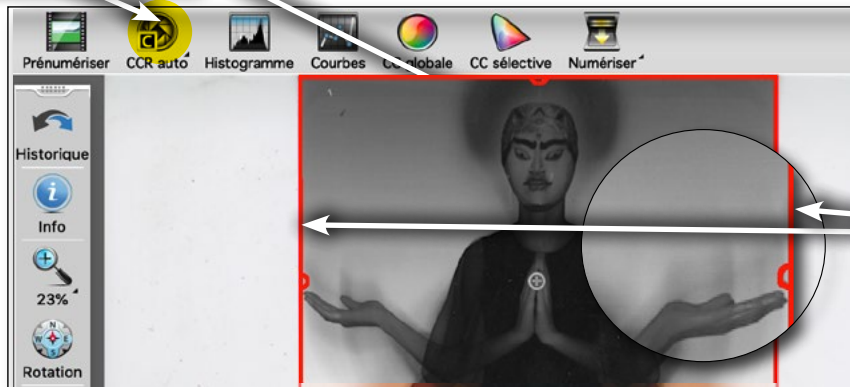 Prénumériser CCR auto Histogramme Courbes CC globale CC sélective Numériser
C
Historique
Info
23%
N
W E
S
Rotation